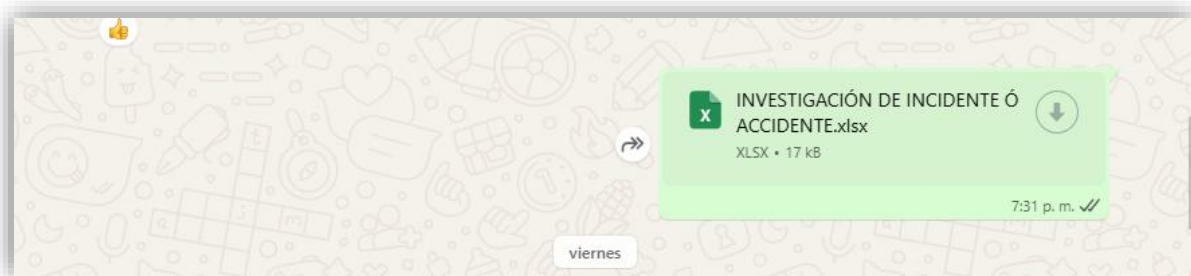 INVESTIGACIÓN DE INCIDENTE Ó
ACCIDENTE.xlsx
XLSX • 17 kB
7:31 p. m.
viernes